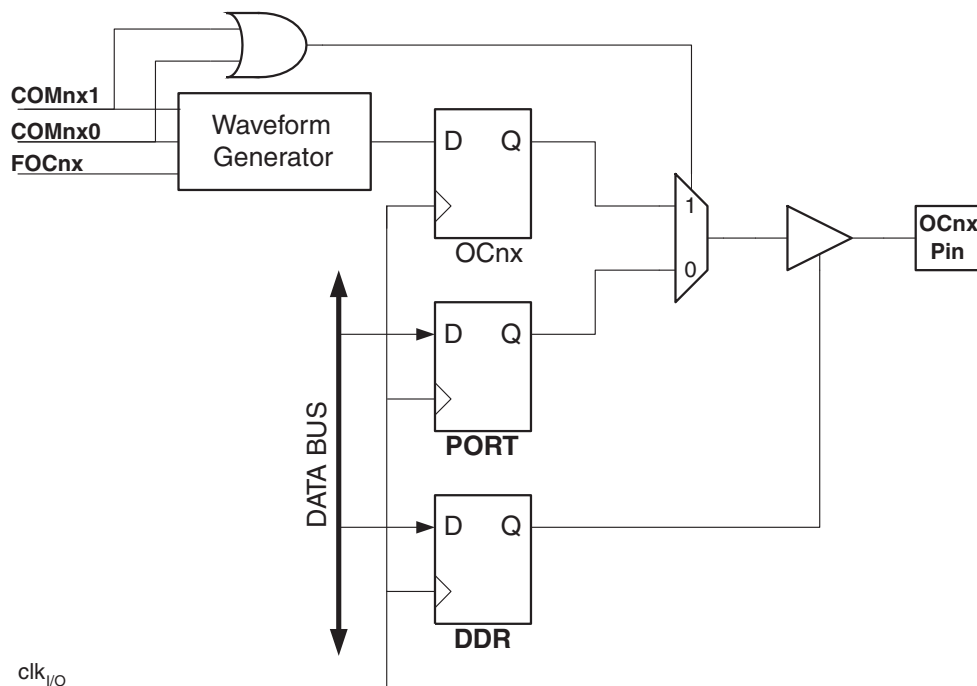 COMnx1
COMnx0
FOCnx
Waveform
Generator
D Q
OCnx
1
0
OCnx
Pin
D Q
PORT
DATA BUS
D Q
DDR
clkI/O